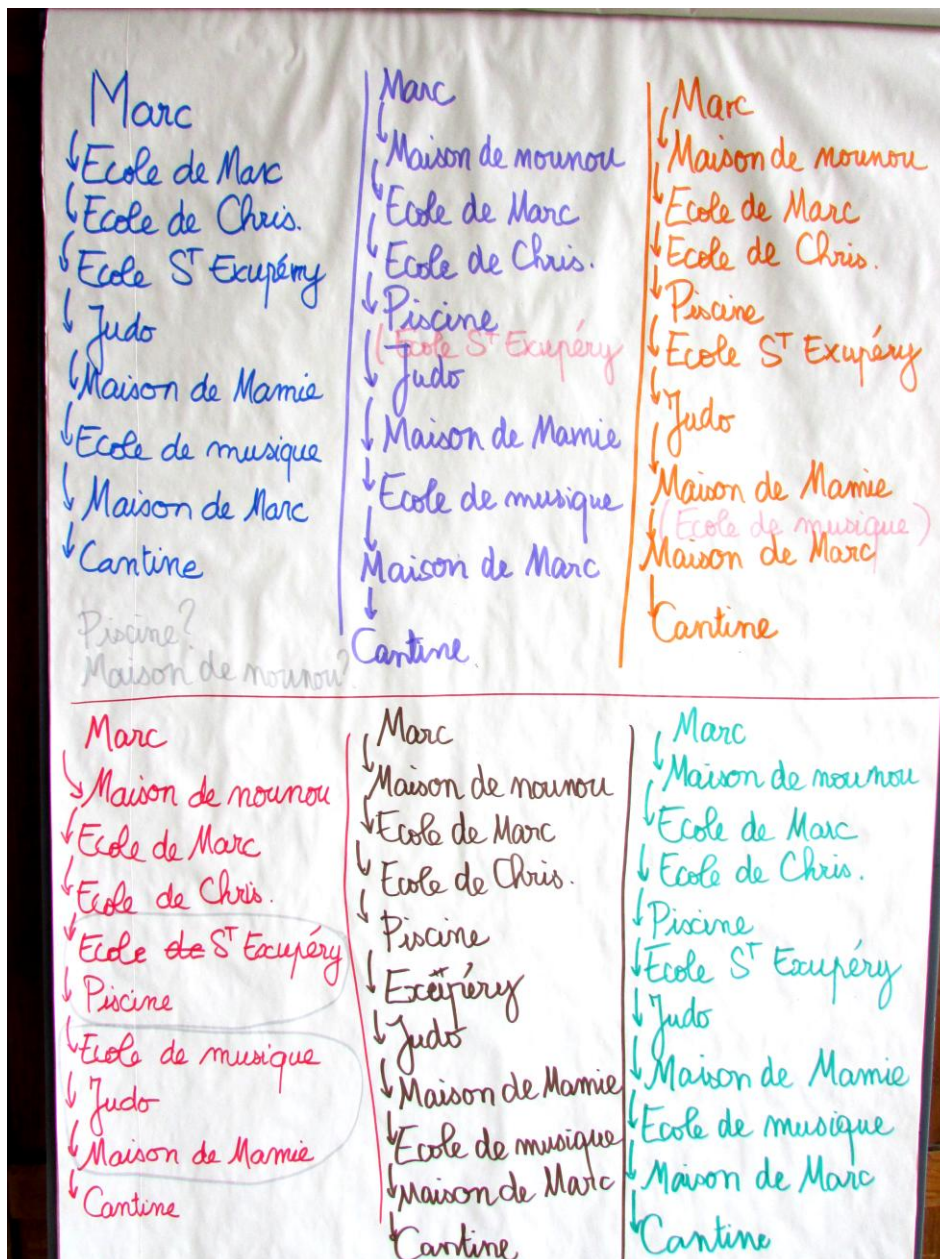 Marc
Ecole de Marc
Ecole de Chris.
Ecole Sᵀ Exupéry
Judo
Maison de Mamie
Ecole de musique
Maison de Marc
Cantine
Piscine?
Maison de nounou?
Marc
Maison de nounou
Ecole de Marc
Ecole de Chris.
Piscine
(Ecole Sᵀ Exupéry
Judo
Maison de Mamie
Ecole de musique
Maison de Marc
Cantine.
Marc
Maison de nounou
Ecole de Marc
Ecole de Chris.
Piscine
Ecole Sᵀ Exupéry
Judo
Maison de Mamie
(Ecole de musique)
Maison de Marc
Cantine
Marc
Maison de nounou
Ecole de Marc
Ecole de Chris.
Ecole de Sᵀ Exupéry
Piscine
Ecole de musique
Judo
Maison de Mamie
Cantine
Marc
Maison de nounou
Ecole de Marc
Ecole de Chris.
Piscine
Exupéry
Judo
Maison de Mamie
Ecole de musique
Maison de Marc
Cantine
Marc
Maison de nounou
Ecole de Marc
Ecole de Chris.
Piscine
Ecole Sᵀ Exupéry
Judo
Maison de Mamie
Ecole de musique
Maison de Marc
Cantine